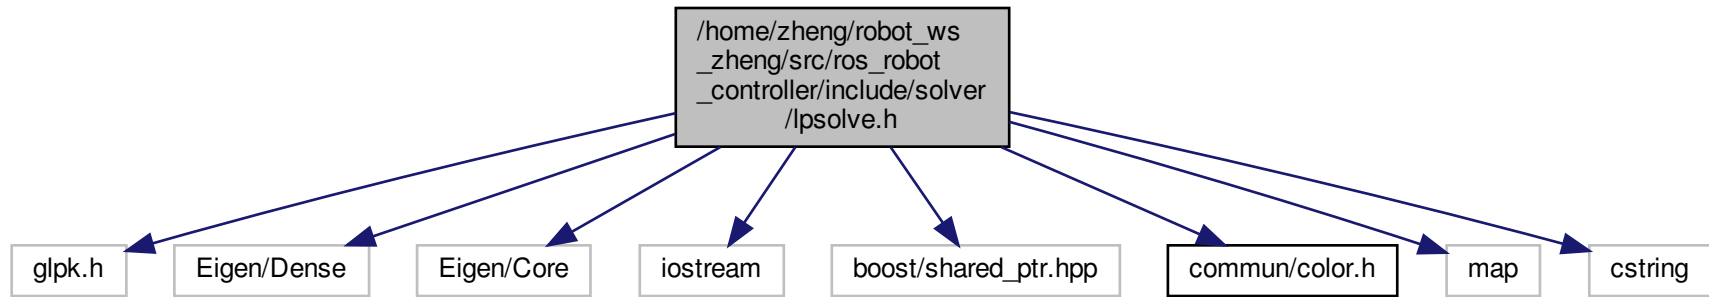 /home/zheng/robot_ws
_zheng/src/ros_robot
_controller/include/solver
/lpsolve.h
glpk.h
Eigen/Dense
Eigen/Core
iostream
boost/shared_ptr.hpp
commun/color.h
map
cstring